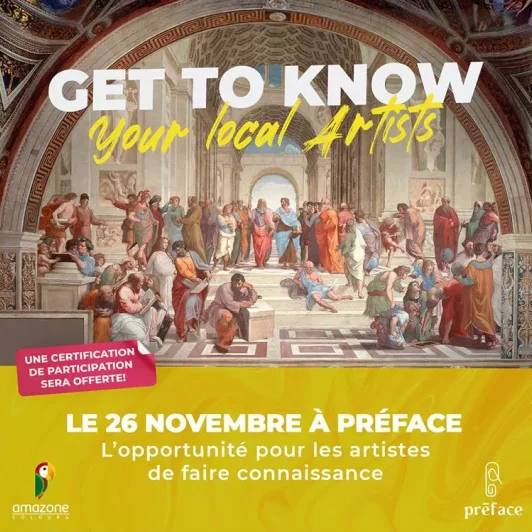 GET TO KNOW
Your local Artists
UNE CERTIFICATION
DE PARTICIPATION
SERA OFFERTE!
LE 26 NOVEMBRE À PRÉFACE
L’opportunité pour les artistes
de faire connaissance
amazone
COLOURS
préface